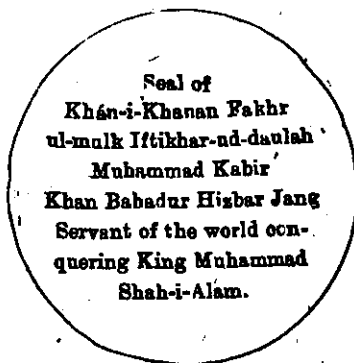 Seal of
Khán-i-Khanan Fakhr
ul-mulk Iftikhar-ud-daulah
Muhammad Kabir
Khan Bahadur Hizbar Jang
Servant of the world con-
quering King Muhammad
Shah-i-Alam.